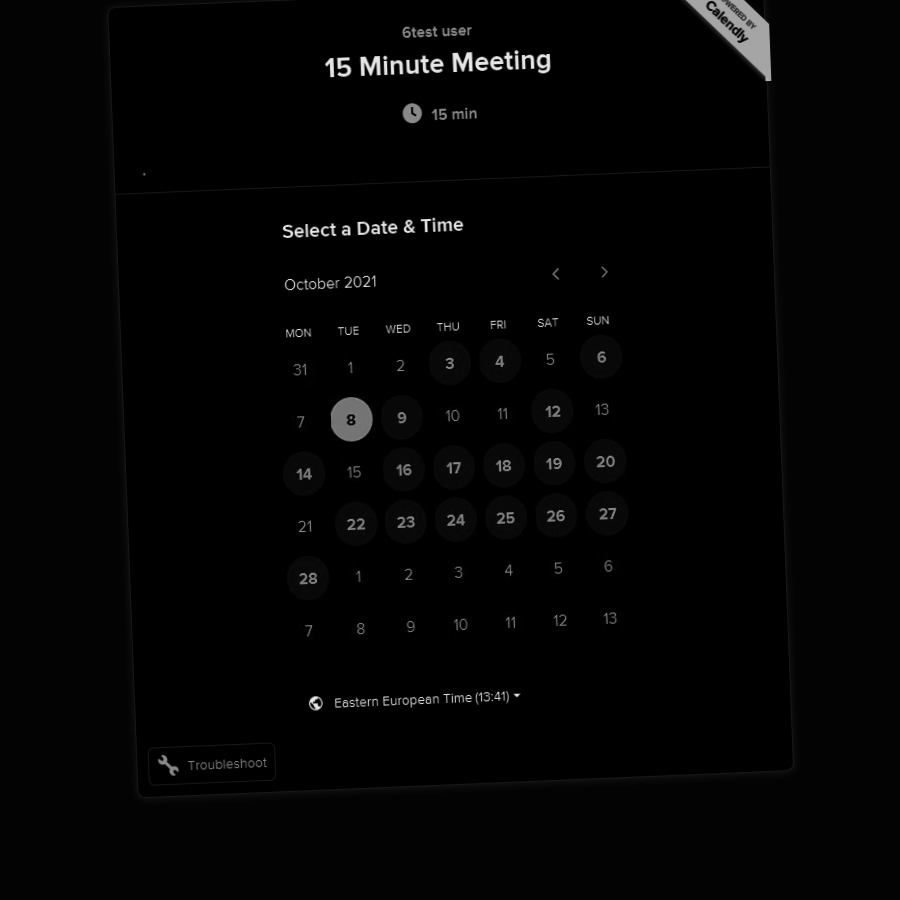 POWERED BY
Calendly
6test user
15 Minute Meeting
15 min
Select a Date & Time
October 2021
MON TUE WED THU FRI SAT SUN
31 1 2 3 4 5 6
7 8 9 10 11 12 13
14 15 16 17 18 19 20
21 22 23 24 25 26 27
28 1 2 3 4 5 6
7 8 9 10 11 12 13
Eastern European Time (13:41)
Troubleshoot